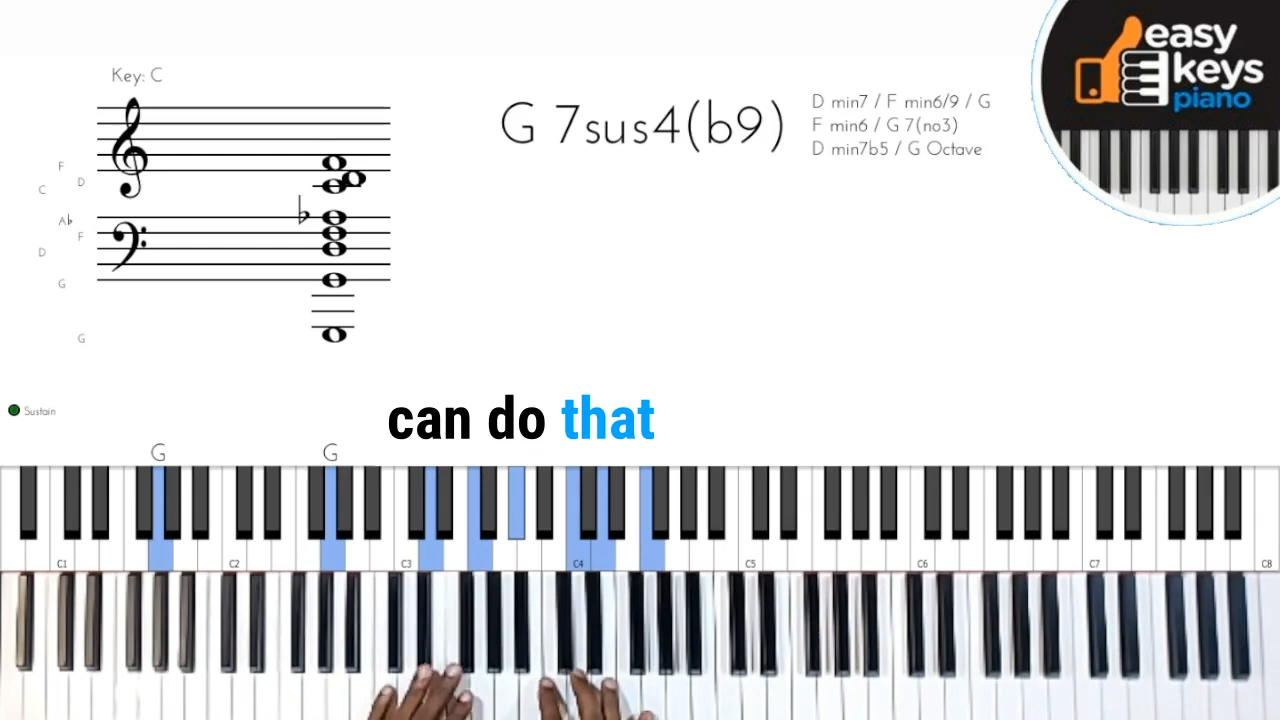 Key: C
G 7sus4(b9)
D min7 / F min6/9 / G
F min6 / G 7(no3)
D min7b5 / G Octave
easy
keys
piano
F
D
C
A♭
F
D
G
G
Sustain
can do that
G G
C1 C2 C3 C4 C5 C6 C7 C8